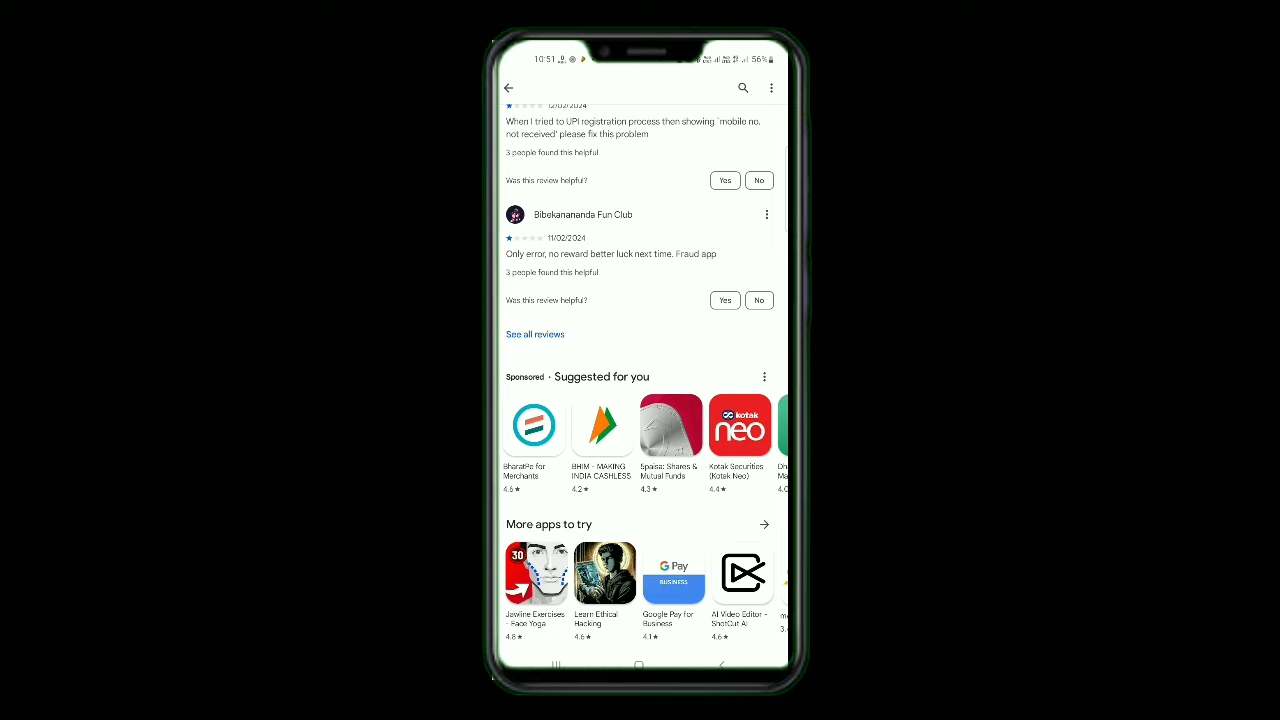 10:51
56%
12/02/2024
When I tried to UPI registration process then showing `mobile no.
not received' please fix this problem
3 people found this helpful
Was this review helpful? Yes No
Bibekanananda Fun Club
11/02/2024
Only error, no reward better luck next time. Fraud app
3 people found this helpful
Was this review helpful? Yes No
See all reviews
Sponsored · Suggested for you
kotak
neo
BharatPe for
Merchants
4.6★
BHIM - MAKING
INDIA CASHLESS
4.2★
5paisa: Shares &
Mutual Funds
4.3★
Kotak Securities
(Kotak Neo)
4.4★
More apps to try
30
G Pay
BUSINESS
Jawline Exercises
- Face Yoga
4.8★
Learn Ethical
Hacking
4.6★
Google Pay for
Business
4.1★
AI Video Editor -
ShotCut AI
4.6★